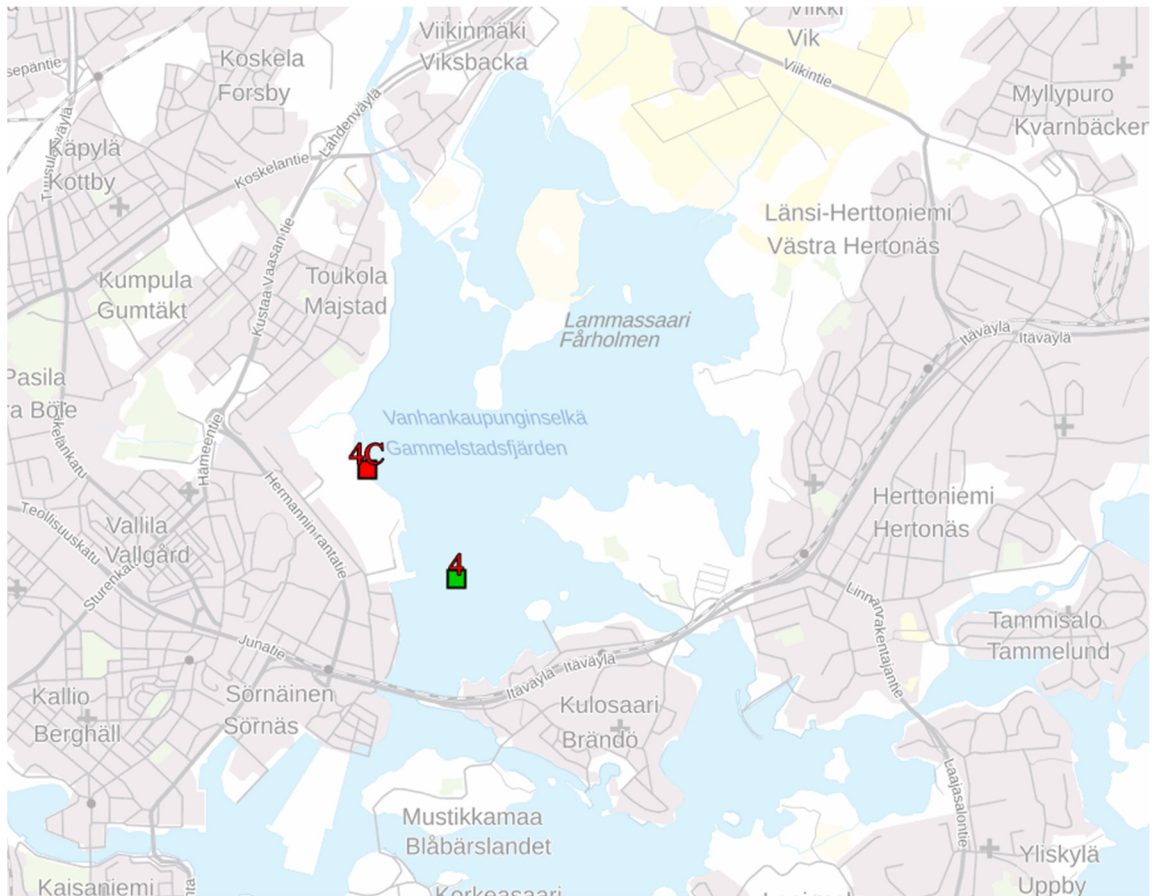 Viikinmäki
Viksbacka
Vik
Koskela
Forsby
Viikintie
Myllypuro
Kvarnbäcken
Lahdenväylä
Käpylä
Kottby
Koskelantie
Länsi-Herttoniemi
Västra Hertonäs
Kustaa Vaasan tie
Kumpula
Gumtäkt
Toukola
Majstad
Lammassaari
Fårholmen
Itäväylä
Itäväylä
Pasila
ra Böle
Vanhankaupunginselkä
Gammelstadsfjärden
4C
Hämeentie
Hermannin rantatie
Herttoniemi
Hertonäs
Teollisuuskatu
Vallila
Vallgård
4
Sturenkatu
Linnanrakentajantie
Tammisalo
Tammelund
Junatie
Itäväylä
Itäväylä
Sörnäinen
Sörnäs
Kallio
Berghäll
Kulosaari
Brändö
Laajasalontie
Mustikkamaa
Blåbärslandet
Yliskylä
Uppby
Kaisaniemi
Korkeasaari